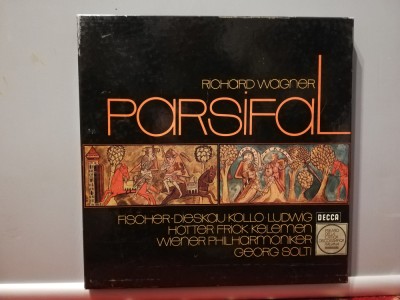 RICHARD WAGNER
PARSIFAL
FISCHER-DIESKAU KOLLO LUDWIG
HOTTER FRICK KELEMEN
WIENER PHILHARMONIKER
GEORG SOLTI
DECCA